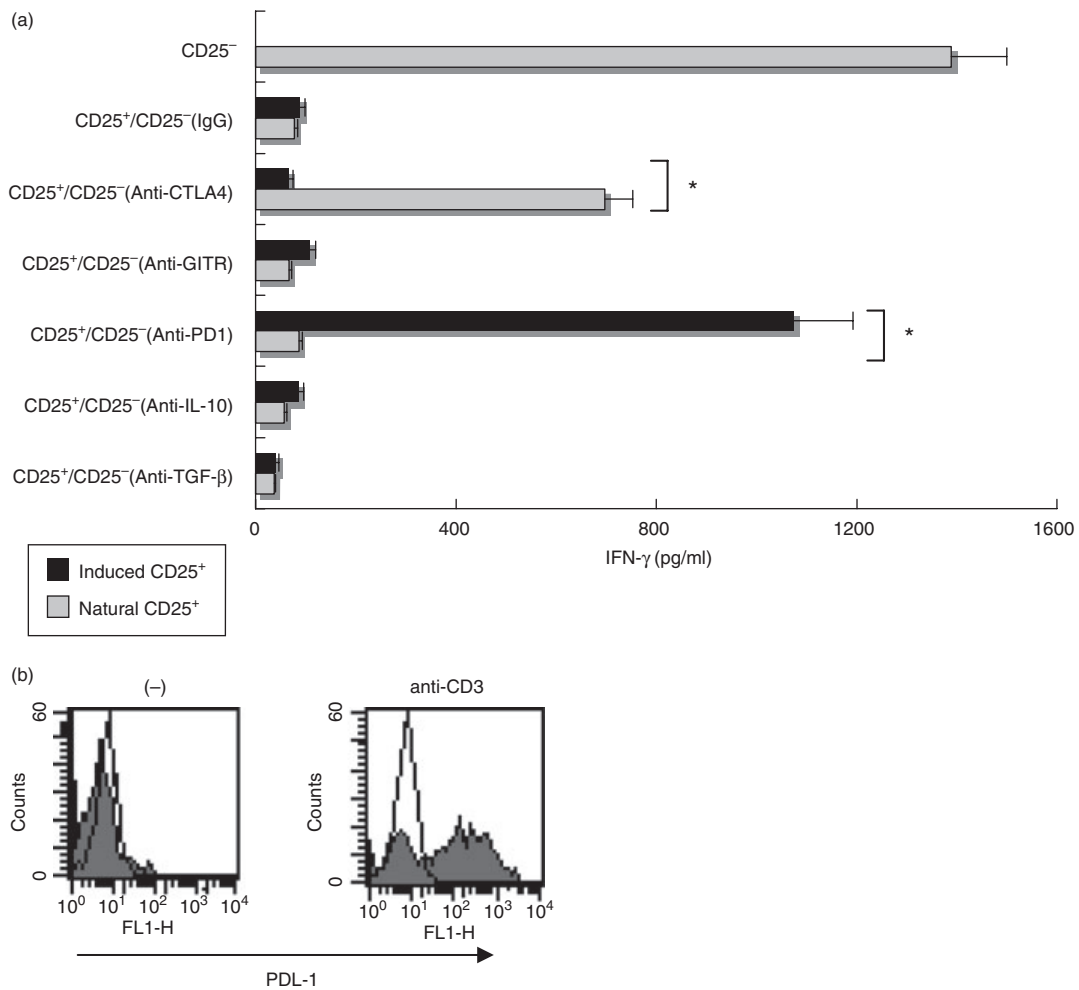 (a)
CD25⁻
CD25⁺/CD25⁻(IgG)
CD25⁺/CD25⁻(Anti-CTLA4)
*
CD25⁺/CD25⁻(Anti-GITR)
CD25⁺/CD25⁻(Anti-PD1)
*
CD25⁺/CD25⁻(Anti-IL-10)
CD25⁺/CD25⁻(Anti-TGF-β)
0 400 800 1200 1600
IFN-γ (pg/ml)
Induced CD25⁺
Natural CD25⁺
(b)
(–)
60
Counts
0
10⁰ 10¹ 10² 10³ 10⁴
FL1-H
anti-CD3
60
Counts
0
10⁰ 10¹ 10² 10³ 10⁴
FL1-H
PDL-1